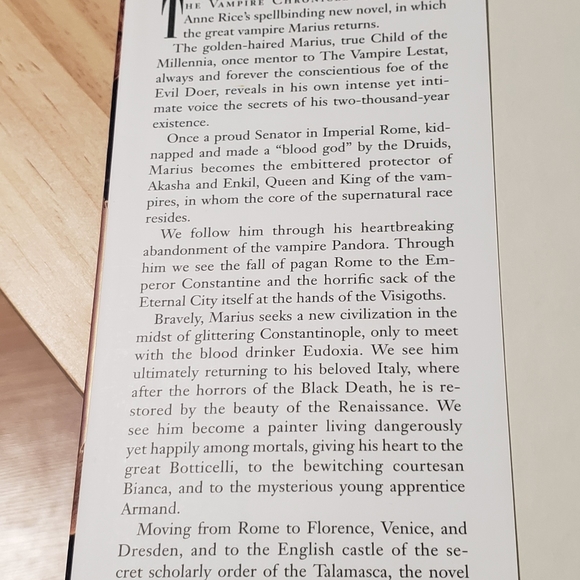 THE VAMPIRE
Anne Rice's spellbinding new novel, in which
the great vampire Marius returns.
The golden-haired Marius, true Child of the
Millennia, once mentor to The Vampire Lestat,
always and forever the conscientious foe of the
Evil Doer, reveals in his own intense yet inti-
mate voice the secrets of his two-thousand-year
existence.
Once a proud Senator in Imperial Rome, kid-
napped and made a “blood god” by the Druids,
Marius becomes the embittered protector of
Akasha and Enkil, Queen and King of the vam-
pires, in whom the core of the supernatural race
resides.
We follow him through his heartbreaking
abandonment of the vampire Pandora. Through
him we see the fall of pagan Rome to the Em-
peror Constantine and the horrific sack of the
Eternal City itself at the hands of the Visigoths.
Bravely, Marius seeks a new civilization in the
midst of glittering Constantinople, only to meet
with the blood drinker Eudoxia. We see him
ultimately returning to his beloved Italy, where
after the horrors of the Black Death, he is re-
stored by the beauty of the Renaissance. We
see him become a painter living dangerously
yet happily among mortals, giving his heart to the
great Botticelli, to the bewitching courtesan
Bianca, and to the mysterious young apprentice
Armand.
Moving from Rome to Florence, Venice, and
Dresden, and to the English castle of the se-
cret scholarly order of the Talamasca, the novel